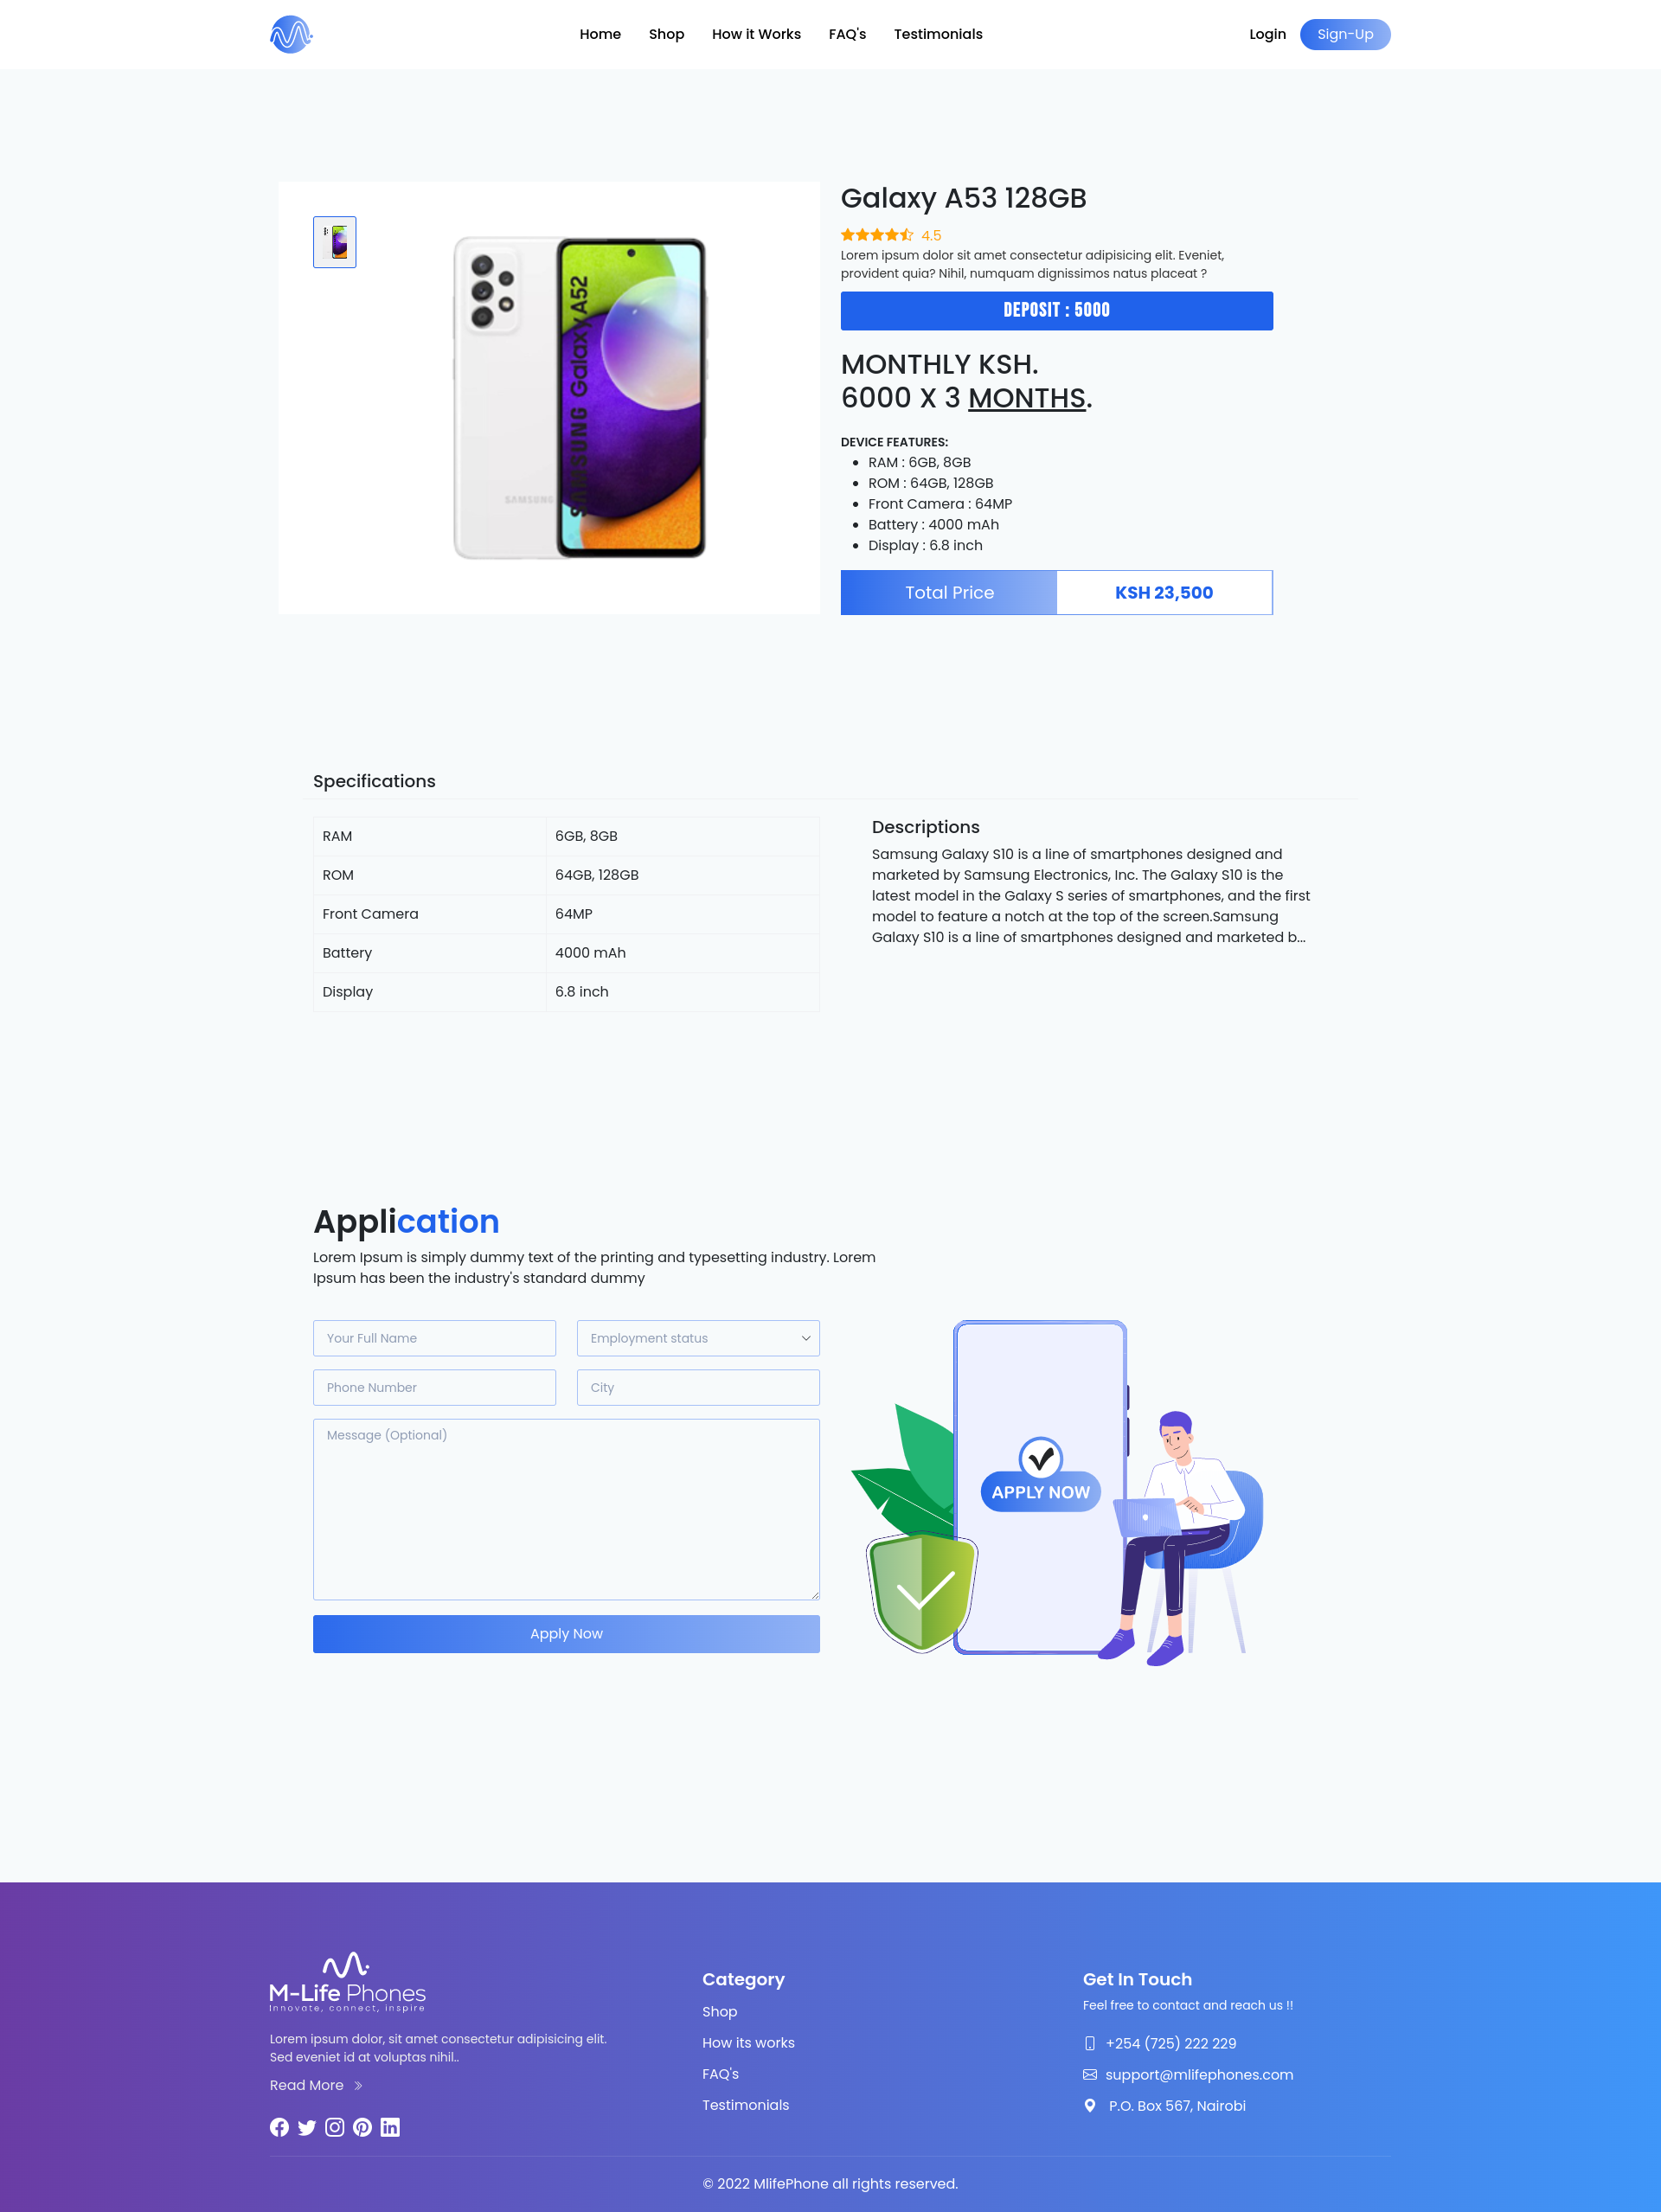 Home Shop How it Works FAQ's Testimonials Login Sign-Up
Galaxy A53 128GB
4.5
Lorem ipsum dolor sit amet consectetur adipisicing elit. Eveniet,
provident quia? Nihil, numquam dignissimos natus placeat ?
DEPOSIT : 5000
SAMSUNG Galaxy A52
SAMSUNG
MONTHLY KSH.
6000 X 3 MONTHS.
DEVICE FEATURES:
RAM : 6GB, 8GB
ROM : 64GB, 128GB
Front Camera : 64MP
Battery : 4000 mAh
Display : 6.8 inch
Total Price KSH 23,500
Specifications
RAM 6GB, 8GB
ROM 64GB, 128GB
Front Camera 64MP
Battery 4000 mAh
Display 6.8 inch
Descriptions
Samsung Galaxy S10 is a line of smartphones designed and
marketed by Samsung Electronics, Inc. The Galaxy S10 is the
latest model in the Galaxy S series of smartphones, and the first
model to feature a notch at the top of the screen.Samsung
Galaxy S10 is a line of smartphones designed and marketed b...
Application
Lorem Ipsum is simply dummy text of the printing and typesetting industry. Lorem
Ipsum has been the industry's standard dummy
Your Full Name Employment status
Phone Number City
Message (Optional)
Apply Now
APPLY NOW
M-Life Phones
Innovate, connect, inspire
Lorem ipsum dolor, sit amet consectetur adipisicing elit.
Sed eveniet id at voluptas nihil..
Read More
Category
Shop
How its works
FAQ's
Testimonials
Get In Touch
Feel free to contact and reach us !!
+254 (725) 222 229
support@mlifephones.com
P.O. Box 567, Nairobi
© 2022 MlifePhone all rights reserved.